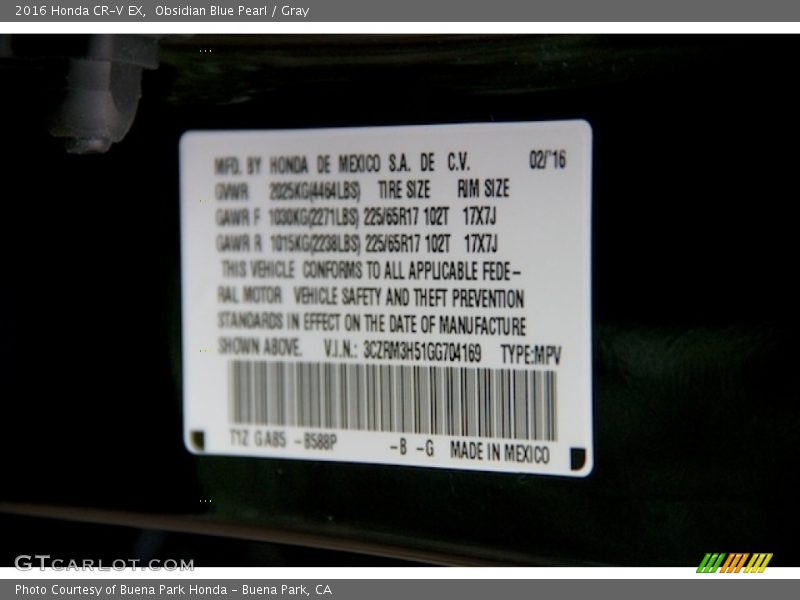 2016 Honda CR-V EX,  Obsidian Blue Pearl / Gray
MFD. BY HONDA DE MEXICO S.A. DE C.V. 02/'16
GVWR 2025KG(4464LBS) TIRE SIZE RIM SIZE
GAWR F 1030KG(2271LBS) 225/65R17 102T 17X7J
GAWR R 1015KG(2238LBS) 225/65R17 102T 17X7J
THIS VEHICLE CONFORMS TO ALL APPLICABLE FEDE-
RAL MOTOR VEHICLE SAFETY AND THEFT PREVENTION
STANDARDS IN EFFECT ON THE DATE OF MANUFACTURE
SHOWN ABOVE. V.I.N.: 3CZRM3H51GG704169 TYPE:MPV
T1Z GA85 -B588P -B -G MADE IN MEXICO
GTCARLOT.COM
Photo Courtesy of Buena Park Honda - Buena Park, CA